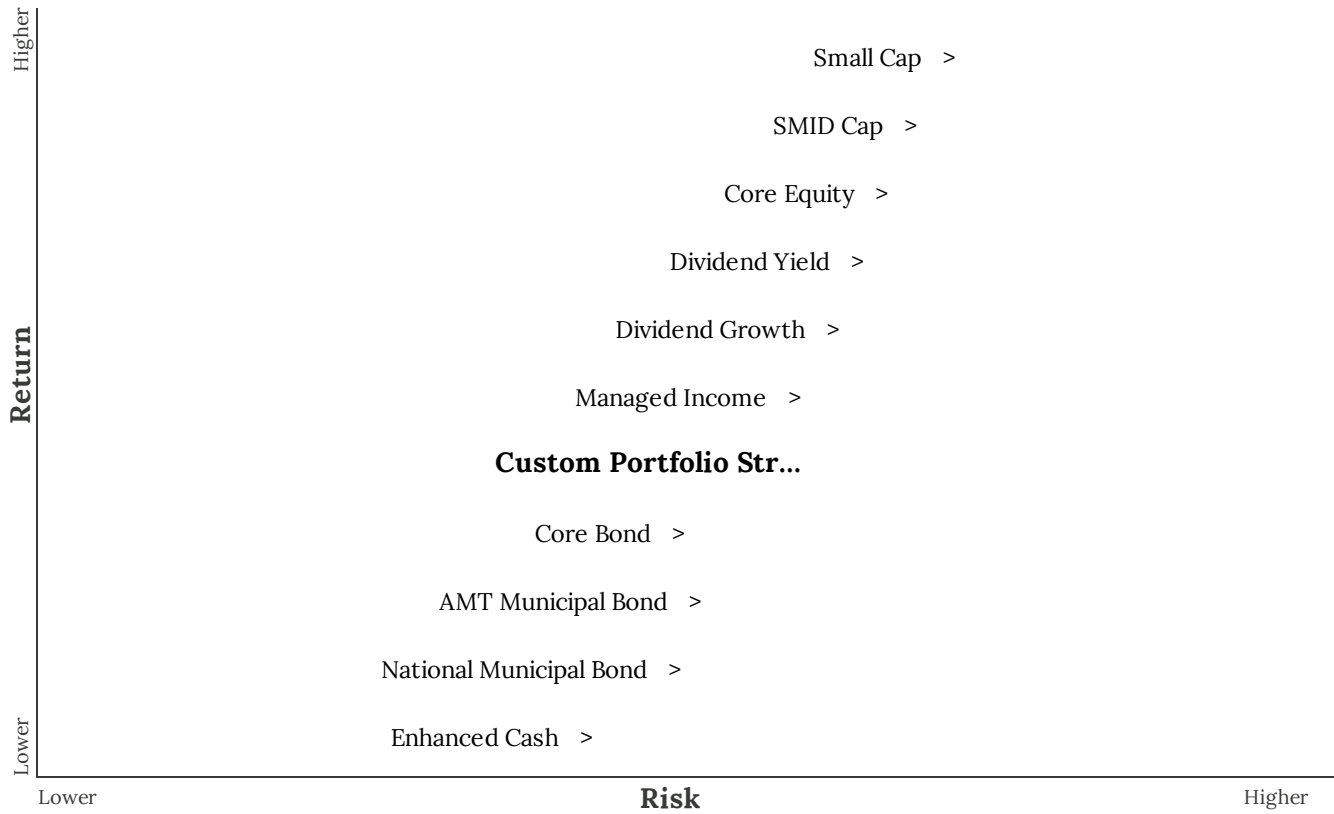 Higher
Small Cap >
SMID Cap >
Core Equity >
Dividend Yield >
Dividend Growth >
Return
Managed Income >
Custom Portfolio Str...
Core Bond >
AMT Municipal Bond >
National Municipal Bond >
Enhanced Cash >
Lower
Lower
Risk
Higher